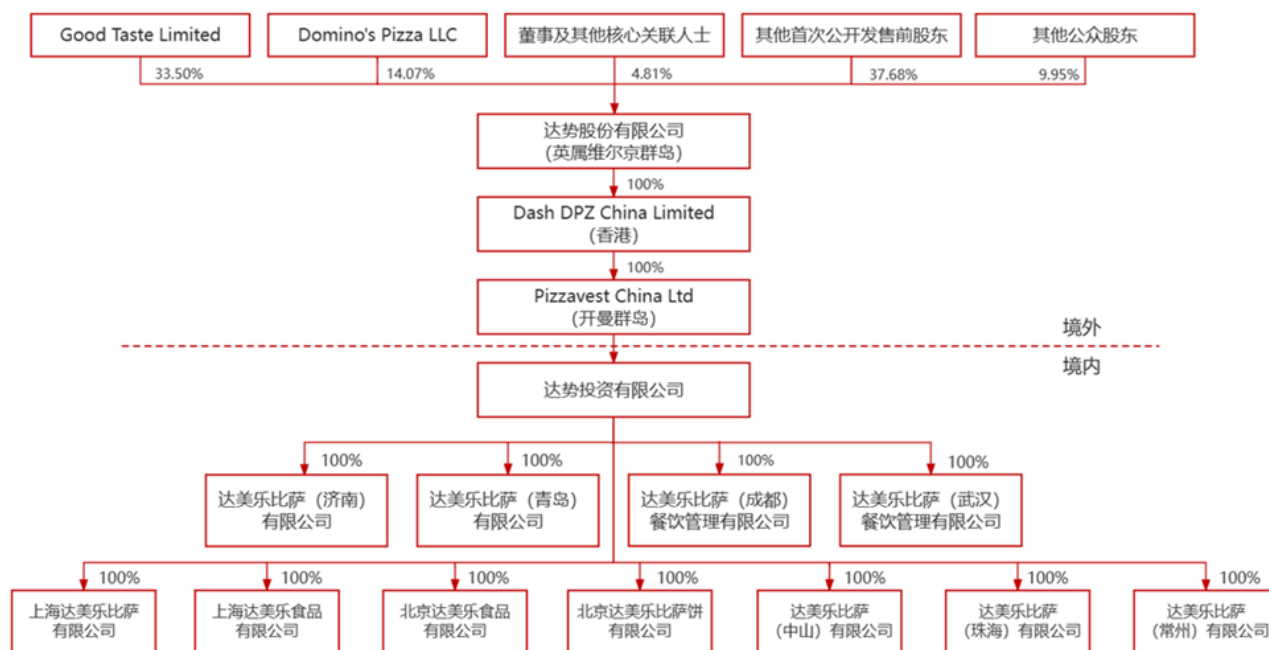 Good Taste Limited
Domino's Pizza LLC
董事及其他核心关联人士
其他首次公开发售前股东
其他公众股东
33.50%
14.07%
4.81%
37.68%
9.95%
达势股份有限公司
(英属维尔京群岛)
100%
Dash DPZ China Limited
(香港)
100%
Pizzavest China Ltd
(开曼群岛)
境外
境内
达势投资有限公司
100%
100%
100%
100%
达美乐比萨（济南）
有限公司
达美乐比萨（青岛）
有限公司
达美乐比萨（成都）
餐饮管理有限公司
达美乐比萨（武汉）
餐饮管理有限公司
100%
100%
100%
100%
100%
100%
100%
上海达美乐比萨
有限公司
上海达美乐食品
有限公司
北京达美乐食品
有限公司
北京达美乐比萨饼
有限公司
达美乐比萨
（中山）有限公司
达美乐比萨
（珠海）有限公司
达美乐比萨
（常州）有限公司